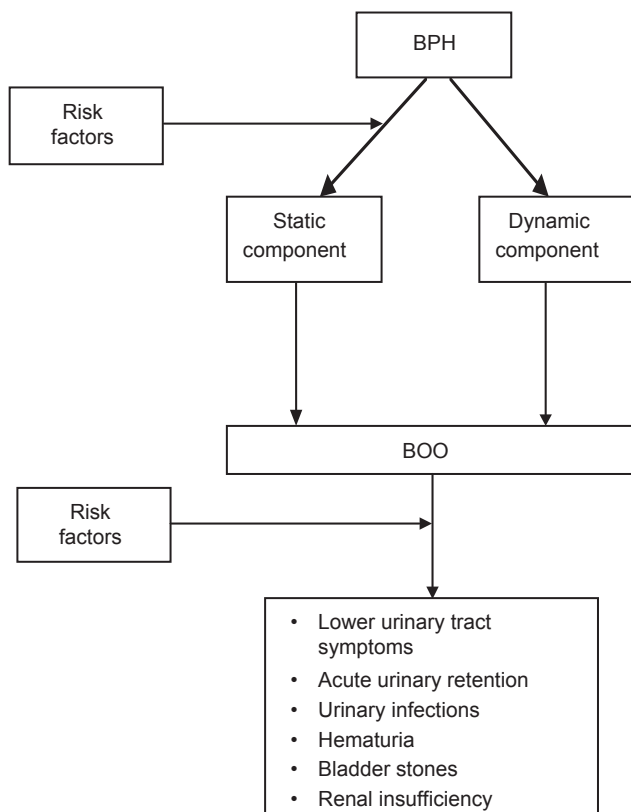 BPH
Risk
factors
Static
component
Dynamic
component
BOO
Risk
factors
• Lower urinary tract
symptoms
• Acute urinary retention
• Urinary infections
• Hematuria
• Bladder stones
• Renal insufficiency